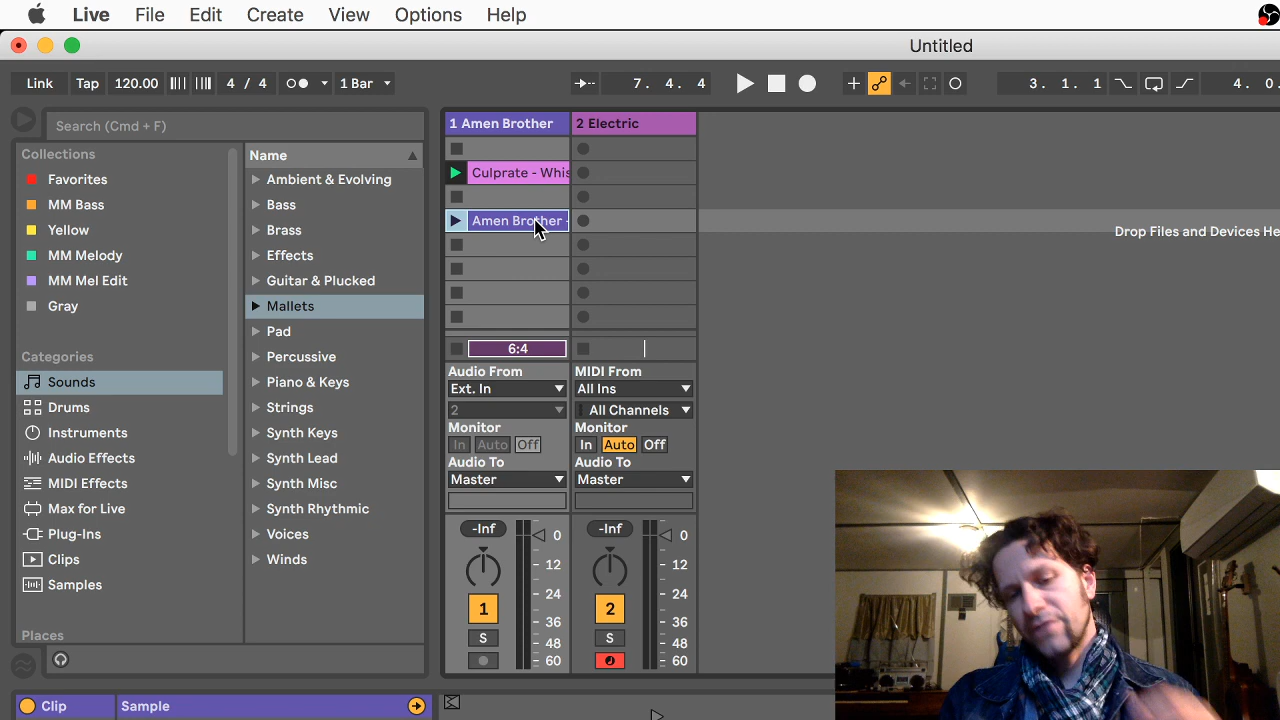 Live File Edit Create View Options Help
Untitled
Link Tap 120.00 4 / 4 1 Bar 7. 4. 4 3. 1. 1 4. 0.
Search (Cmd + F)
Collections
Favorites
MM Bass
Yellow
MM Melody
MM Mel Edit
Gray
Categories
Sounds
Drums
Instruments
Audio Effects
MIDI Effects
Max for Live
Plug-Ins
Clips
Samples
Places
Name
Ambient & Evolving
Bass
Brass
Effects
Guitar & Plucked
Mallets
Pad
Percussive
Piano & Keys
Strings
Synth Keys
Synth Lead
Synth Misc
Synth Rhythmic
Voices
Winds
1 Amen Brother 2 Electric
Culprate - Whis
Amen Brother -
Drop Files and Devices He
6:4
Audio From MIDI From
Ext. In All Ins
2 All Channels
Monitor Monitor
In Auto Off In Auto Off
Audio To Audio To
Master Master
-Inf -Inf
0 0
12 12
24 24
1 2
36 36
S S
48 48
60 60
Clip Sample